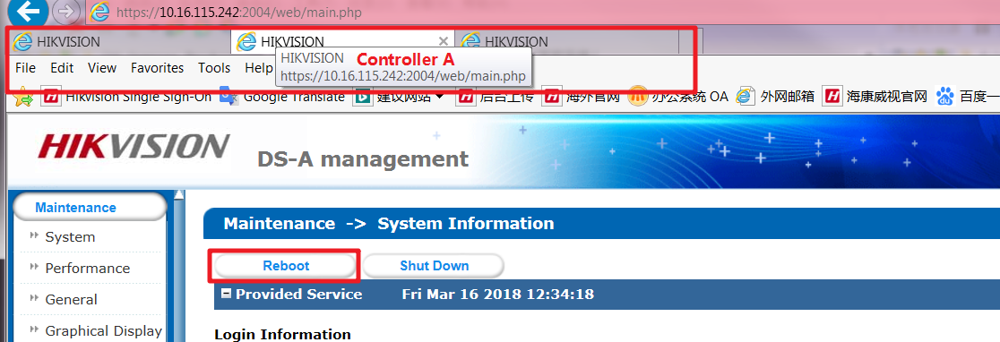 https://10.16.115.242:2004/web/main.php
HIKVISION HIKVISION HIKVISION
HIKVISION Controller A
https://10.16.115.242:2004/web/main.php
File Edit View Favorites Tools Help
Hikvision Single Sign-On Google Translate 建议网站 后台上传 海外官网 办公系统 OA 外网邮箱 海康威视官网 百度一
HIKVISION DS-A management
Maintenance
System
Performance
General
Graphical Display
Maintenance -> System Information
Reboot Shut Down
Provided Service Fri Mar 16 2018 12:34:18
Login Information